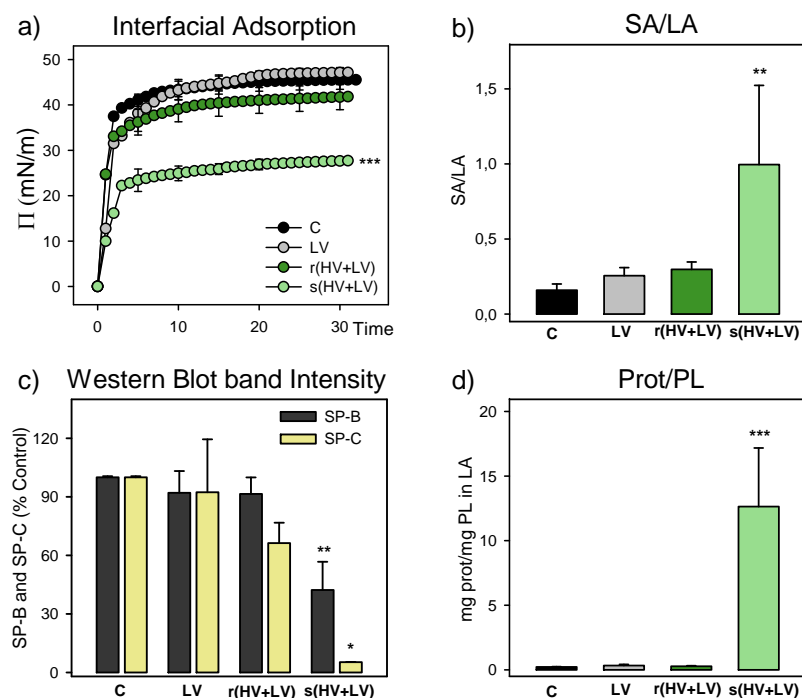 a) Interfacial Adsorption
Π (mN/m)
50
40
30
20
10
0
***
C
LV
r(HV+LV)
s(HV+LV)
0 10 20 30 Time
b) SA/LA
SA/LA
1,5
1,0
0,5
0,0
**
C LV r(HV+LV) s(HV+LV)
c) Western Blot band Intensity
SP-B and SP-C (% Control)
120
90
60
30
0
SP-B
SP-C
**
*
C LV r(HV+LV) s(HV+LV)
d) Prot/PL
mg prot/mg PL in LA
20
15
10
5
0
***
C LV r(HV+LV) s(HV+LV)